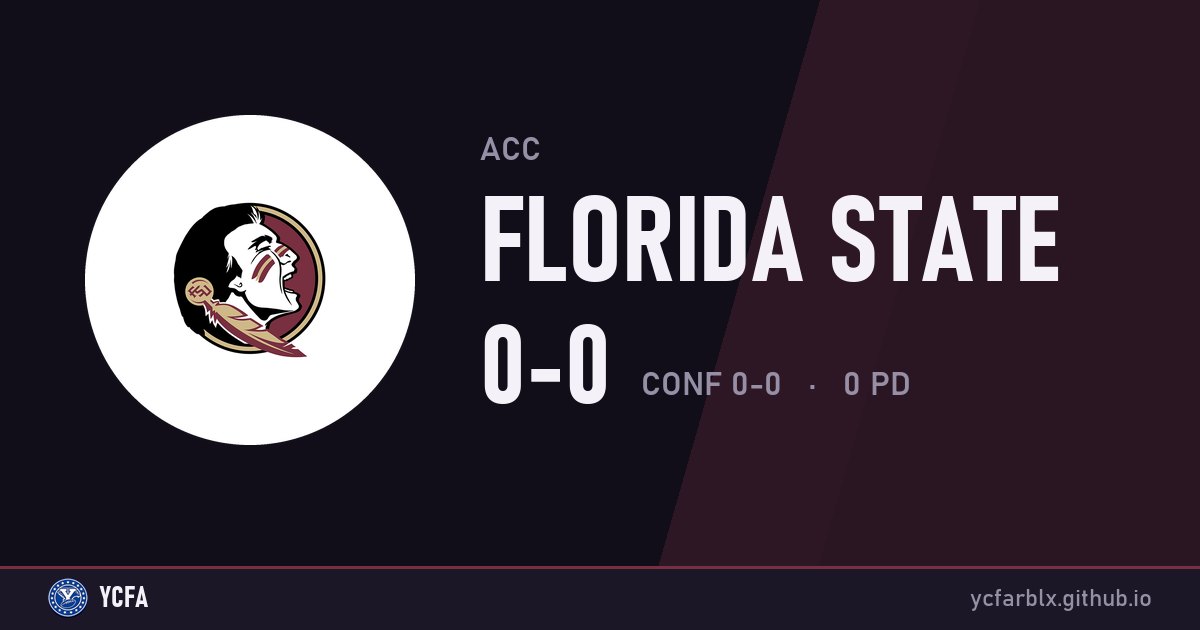 ACC
FLORIDA STATE
0-0 CONF 0-0 · 0 PD
YCFA
ycfarblx.github.io